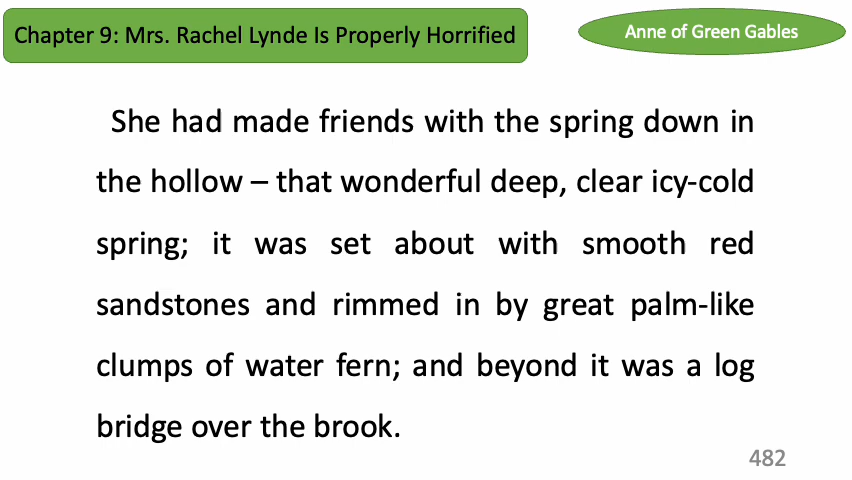 Chapter 9: Mrs. Rachel Lynde Is Properly Horrified
Anne of Green Gables
She had made friends with the spring down in
the hollow – that wonderful deep, clear icy-cold
spring; it was set about with smooth red
sandstones and rimmed in by great palm-like
clumps of water fern; and beyond it was a log
bridge over the brook.
482